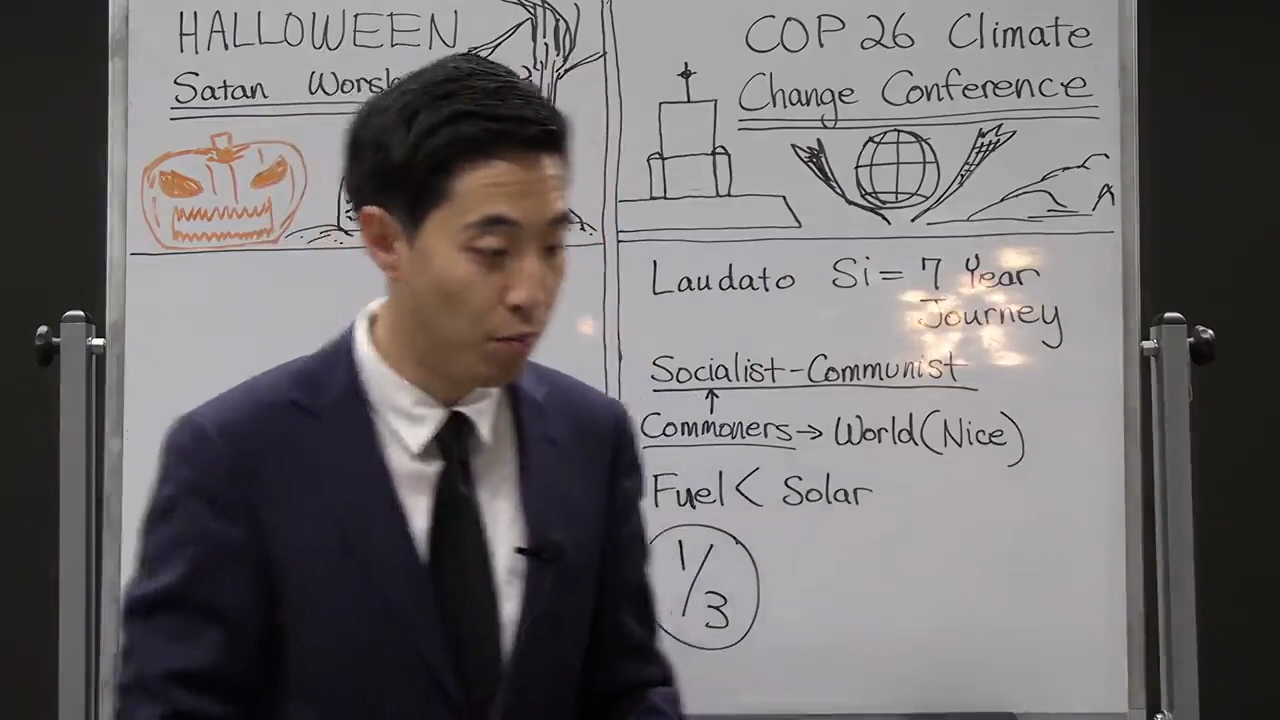 HALLOWEEN
Satan
COP 26 Climate
Change Conference
Laudato Si = 7 Year
Journey
Socialist-Communist
↑
Commoners → World (Nice)
Fuel < Solar
1/3